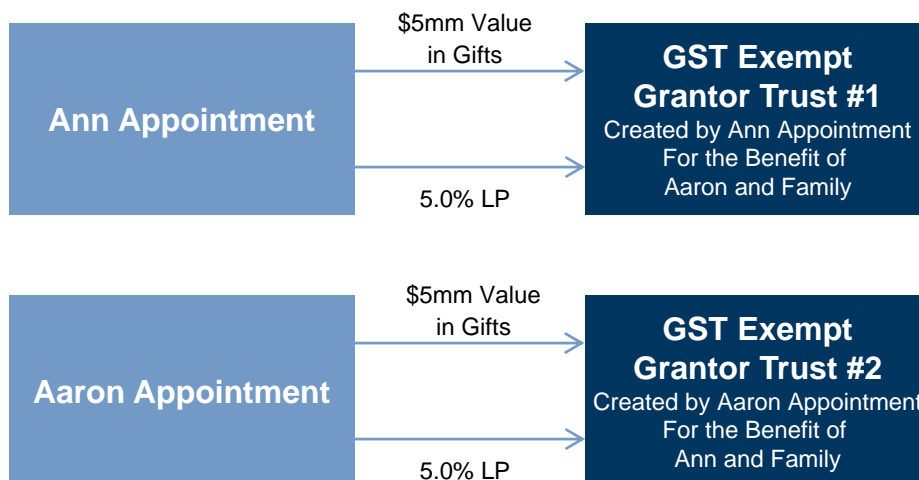 $5mm Value
in Gifts
Ann Appointment
5.0% LP
GST Exempt
Grantor Trust #1
Created by Ann Appointment
For the Benefit of
Aaron and Family
$5mm Value
in Gifts
Aaron Appointment
5.0% LP
GST Exempt
Grantor Trust #2
Created by Aaron Appointment
For the Benefit of
Ann and Family